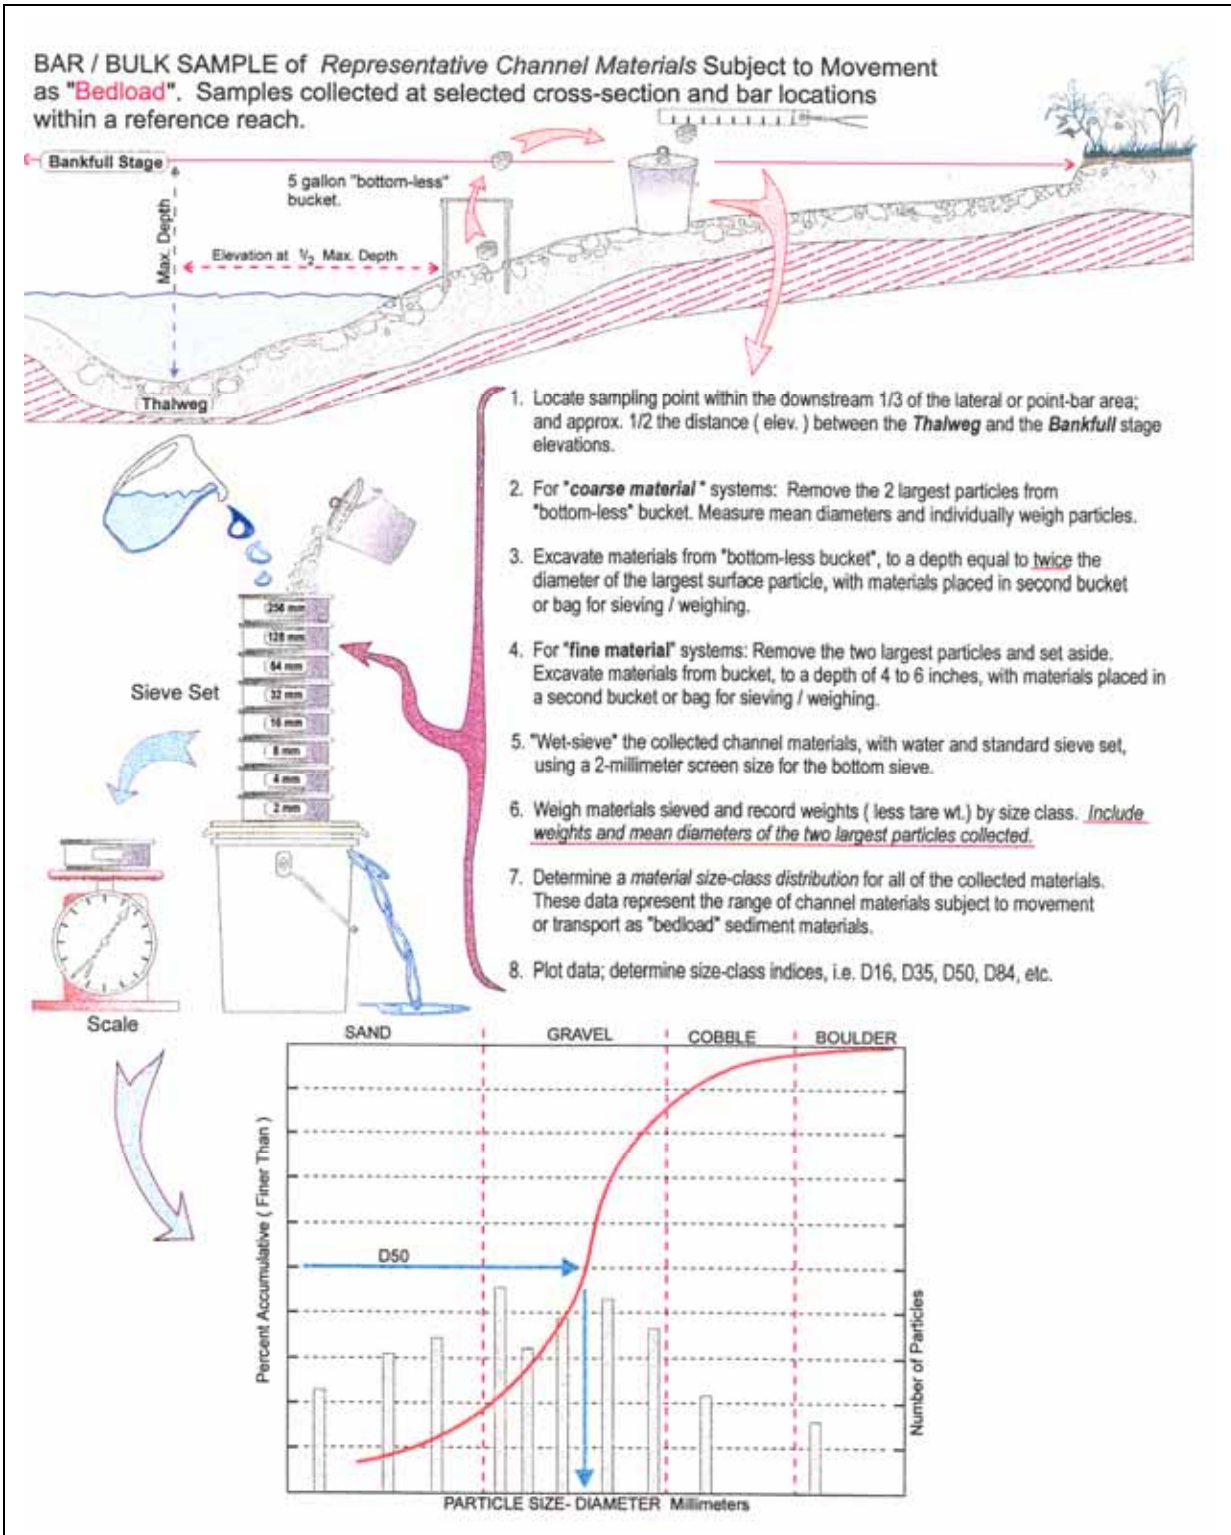 BAR / BULK SAMPLE of Representative Channel Materials Subject to Movement
as "Bedload". Samples collected at selected cross-section and bar locations
within a reference reach.
Bankfull Stage
5 gallon "bottom-less"
bucket.
Max. Depth
Elevation at 1/2 Max. Depth
Thalweg
1. Locate sampling point within the downstream 1/3 of the lateral or point-bar area;
and approx. 1/2 the distance ( elev. ) between the Thalweg and the Bankfull stage
elevations.
2. For "coarse material" systems: Remove the 2 largest particles from
"bottom-less" bucket. Measure mean diameters and individually weigh particles.
3. Excavate materials from "bottom-less bucket", to a depth equal to twice the
diameter of the largest surface particle, with materials placed in second bucket
or bag for sieving / weighing.
4. For "fine material" systems: Remove the two largest particles and set aside.
Excavate materials from bucket, to a depth of 4 to 6 inches, with materials placed in
a second bucket or bag for sieving / weighing.
5. "Wet-sieve" the collected channel materials, with water and standard sieve set,
using a 2-millimeter screen size for the bottom sieve.
6. Weigh materials sieved and record weights ( less tare wt.) by size class. Include
weights and mean diameters of the two largest particles collected.
7. Determine a material size-class distribution for all of the collected materials.
These data represent the range of channel materials subject to movement
or transport as "bedload" sediment materials.
8. Plot data; determine size-class indices, i.e. D16, D35, D50, D84, etc.
256 mm
128 mm
64 mm
32 mm
16 mm
8 mm
4 mm
2 mm
Sieve Set
Scale
SAND GRAVEL COBBLE BOULDER
Percent Accumulative ( Finer Than )
D50
Number of Particles
PARTICLE SIZE- DIAMETER Millimeters